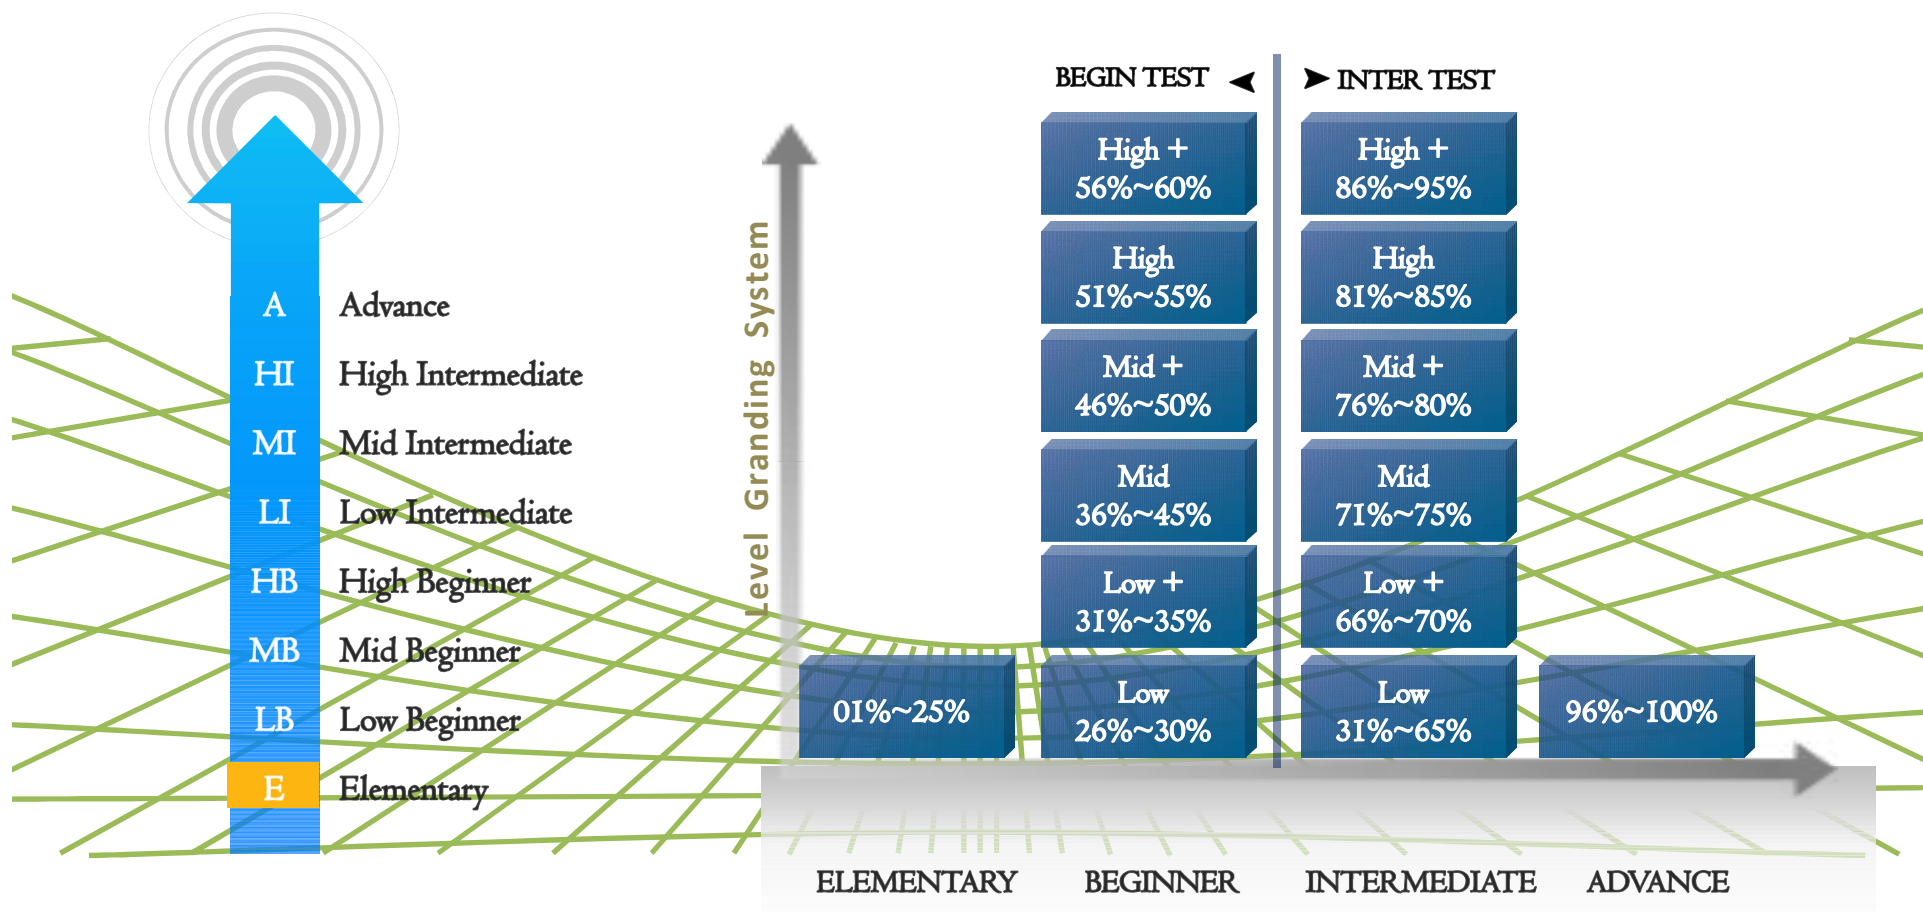 A Advance
HI High Intermediate
MI Mid Intermediate
LI Low Intermediate
HB High Beginner
MB Mid Beginner
LB Low Beginner
E Elementary
Level Granding System
BEGIN TEST
INTER TEST
High +
56%~60%
High +
86%~95%
High
51%~55%
High
81%~85%
Mid +
46%~50%
Mid +
76%~80%
Mid
36%~45%
Mid
71%~75%
Low +
31%~35%
Low +
66%~70%
01%~25%
Low
26%~30%
Low
31%~65%
96%~100%
ELEMENTARY
BEGINNER
INTERMEDIATE
ADVANCE